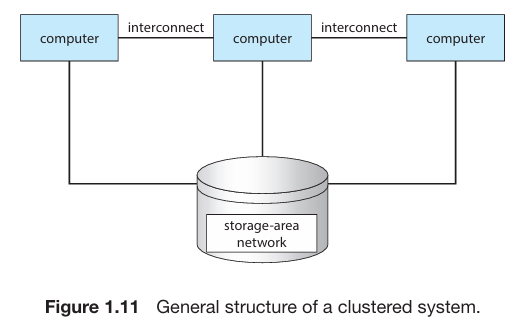 interconnect
interconnect
computer
computer
computer
storage-area
network
Figure 1.11 General structure of a clustered system.